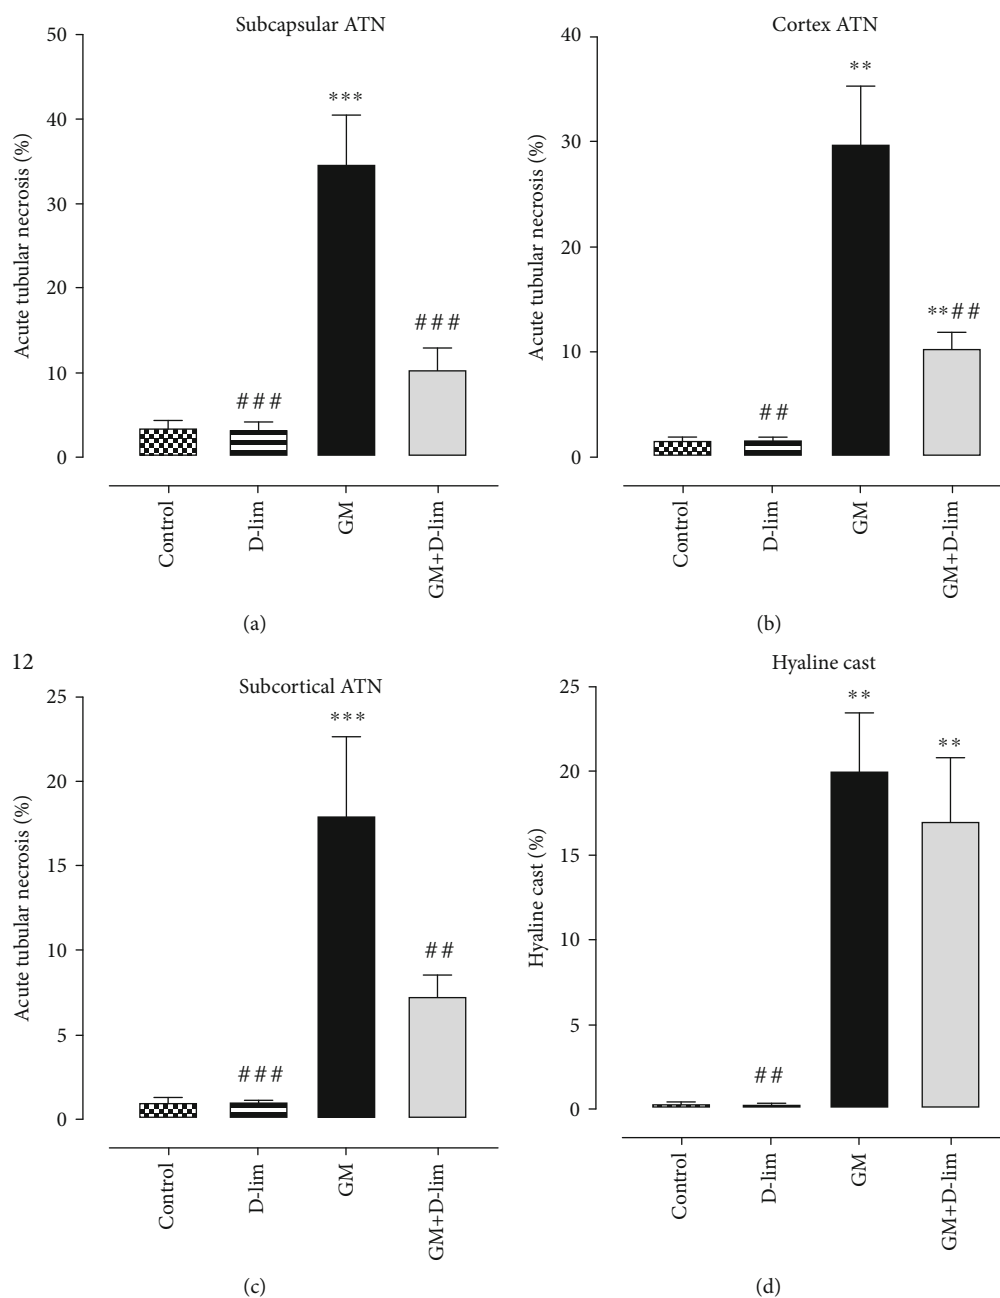 Subcapsular ATN
50
40
30
20
10
0
Acute tubular necrosis (%)
***
###
###
Control
D-lim
GM
GM+D-lim
(a)
Cortex ATN
40
30
20
10
0
Acute tubular necrosis (%)
**
**##
##
Control
D-lim
GM
GM+D-lim
(b)
12
Subcortical ATN
25
20
15
10
5
0
Acute tubular necrosis (%)
***
##
###
Control
D-lim
GM
GM+D-lim
(c)
Hyaline cast
25
20
15
10
5
0
Hyaline cast (%)
**
**
##
Control
D-lim
GM
GM+D-lim
(d)